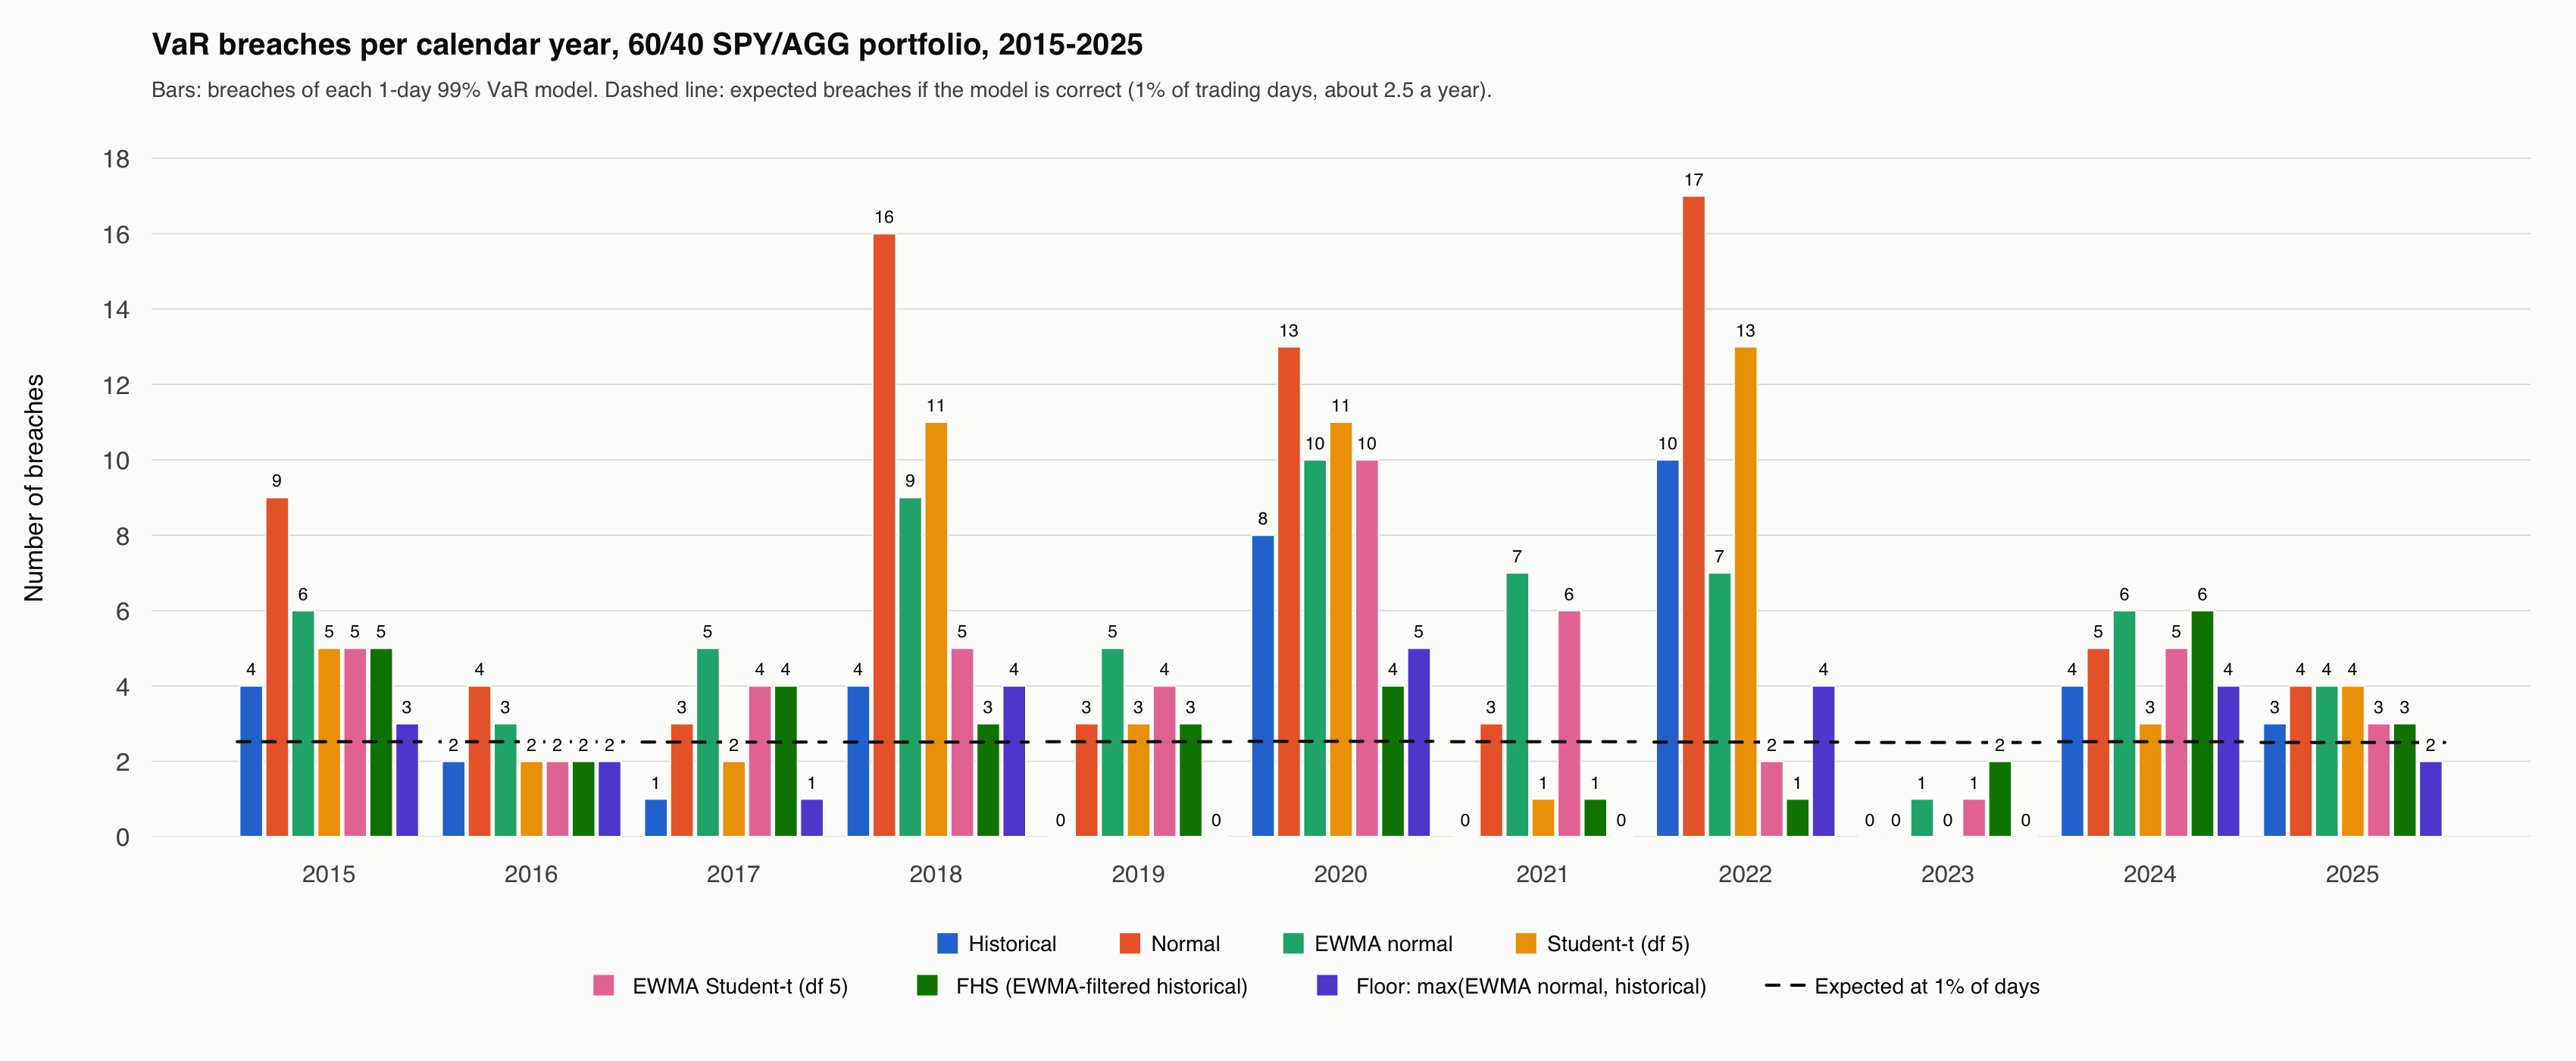 VaR breaches per calendar year, 60/40 SPY/AGG portfolio, 2015-2025
Bars: breaches of each 1-day 99% VaR model. Dashed line: expected breaches if the model is correct (1% of trading days, about 2.5 a year).
Number of breaches
18
16
14
12
10
8
6
4
2
0
4 9 6 5 5 5 3
2 4 3 2 2 2 2
1 3 5 2 4 4 1
4 16 9 11 5 3 4
0 3 5 3 4 3 0
8 13 10 11 10 4 5
0 3 7 1 6 1 0
10 17 7 13 2 1 4
0 0 1 0 1 2 0
4 5 6 3 5 6 4
3 4 4 4 3 3 2
2015 2016 2017 2018 2019 2020 2021 2022 2023 2024 2025
Historical Normal EWMA normal Student-t (df 5)
EWMA Student-t (df 5) FHS (EWMA-filtered historical) Floor: max(EWMA normal, historical) Expected at 1% of days